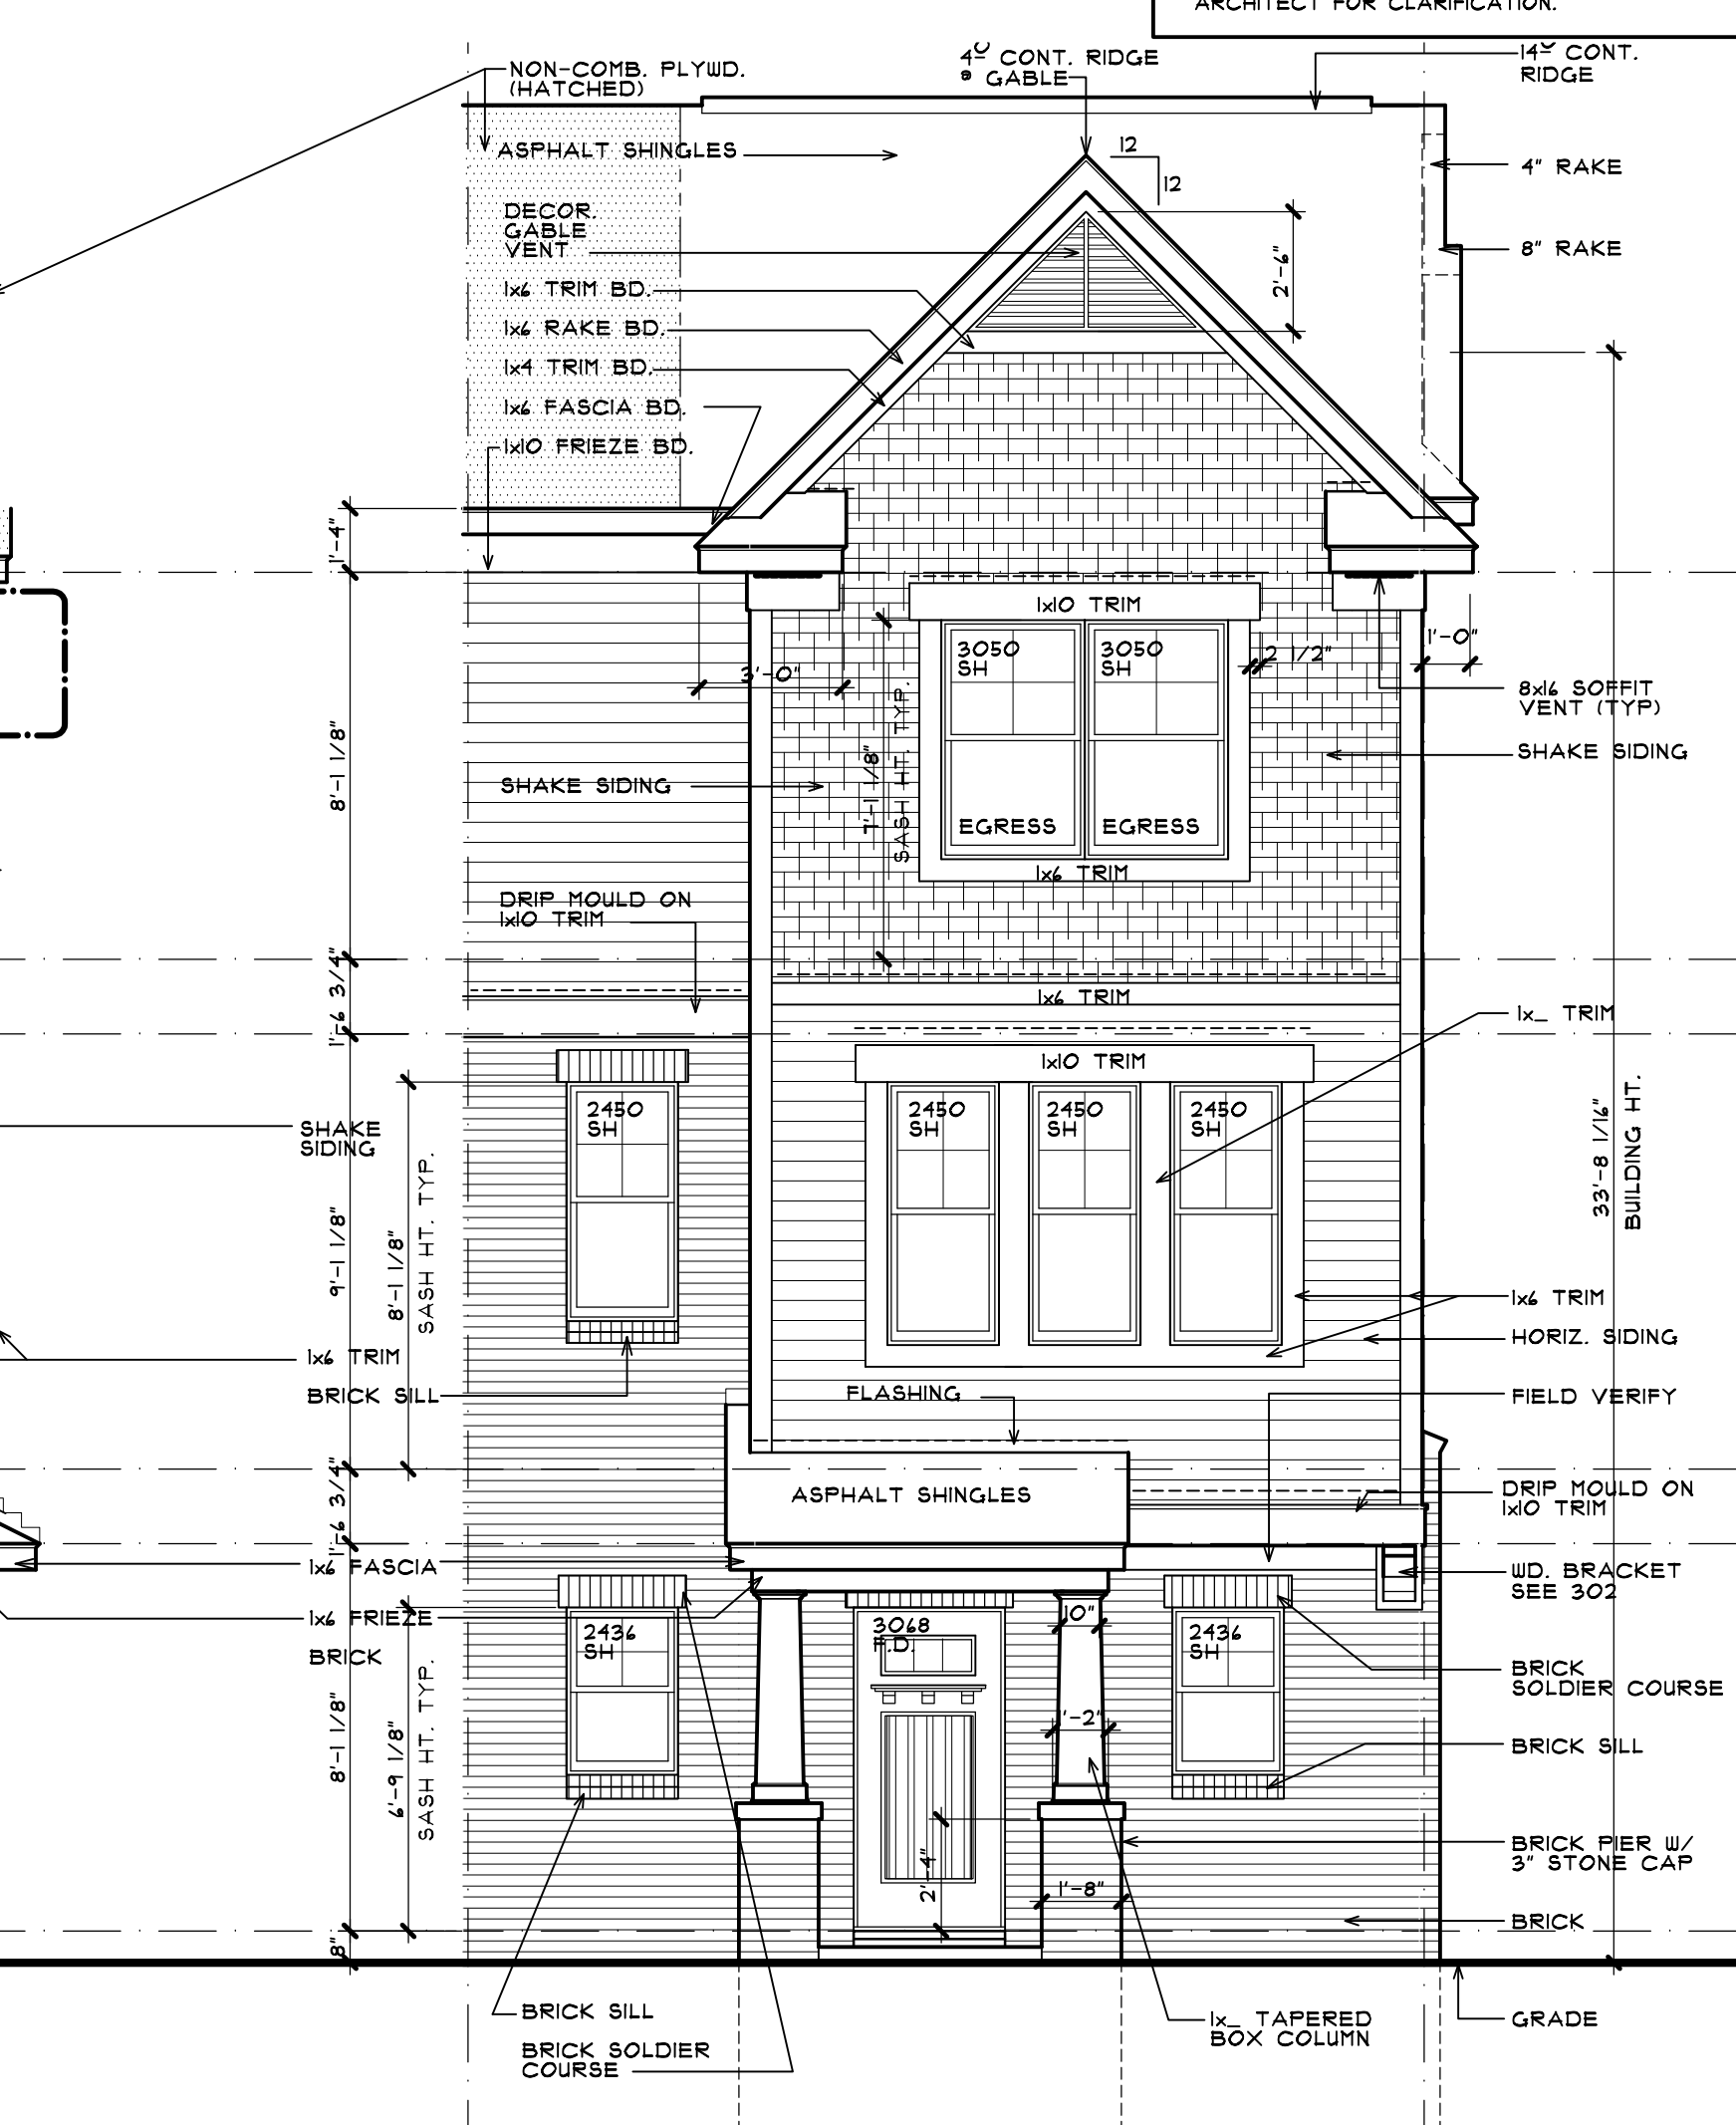 ARCHITECT FOR CLARIFICATION.
NON-COMB. PLYWD.
(HATCHED)
4⁰ CONT. RIDGE
@ GABLE
14⁰ CONT.
RIDGE
ASPHALT SHINGLES
12
12
4" RAKE
DECOR.
GABLE
VENT
8" RAKE
2'-6"
1x6 TRIM BD.
1x6 RAKE BD.
1x4 TRIM BD.
1x6 FASCIA BD.
1x10 FRIEZE BD.
1'-4"
1x10 TRIM
3050
SH
3050
SH
2 1/2"
1'-0"
3'-0"
8x16 SOFFIT
VENT (TYP)
SHAKE SIDING
8'-1 1/8"
7'-1 1/8"
SASH HT. TYP.
SHAKE SIDING
EGRESS
EGRESS
1x6 TRIM
DRIP MOULD ON
1x10 TRIM
1'-6 3/4"
1x6 TRIM
1x_ TRIM
1x10 TRIM
2450
SH
2450
SH
2450
SH
2450
SH
SHAKE
SIDING
33'-8 1/16"
BUILDING HT.
9'-1 1/8"
8'-1 1/8"
SASH HT. TYP.
1x6 TRIM
HORIZ. SIDING
1x6 TRIM
BRICK SILL
FLASHING
FIELD VERIFY
1'-6 3/4"
ASPHALT SHINGLES
DRIP MOULD ON
1x10 TRIM
1x6 FASCIA
WD. BRACKET
SEE 302
1x6 FRIEZE
BRICK
2436
SH
3068
F.D.
10"
2436
SH
BRICK
SOLDIER COURSE
8'-1 1/8"
6'-9 1/8"
SASH HT. TYP.
1'-2"
BRICK SILL
BRICK PIER W/
3" STONE CAP
2'-4"
1'-8"
BRICK
8"
BRICK SILL
1x_ TAPERED
BOX COLUMN
GRADE
BRICK SOLDIER
COURSE